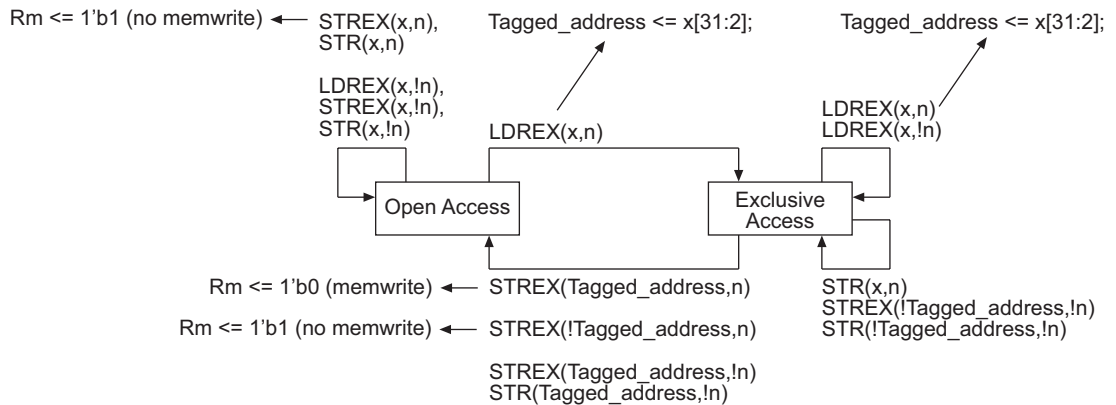 Rm <= 1'b1 (no memwrite)
STREX(x,n),
STR(x,n)
LDREX(x,!n),
STREX(x,!n),
STR(x,!n)
Tagged_address <= x[31:2];
LDREX(x,n)
Tagged_address <= x[31:2];
LDREX(x,n)
LDREX(x,!n)
Open Access
Exclusive
Access
Rm <= 1'b0 (memwrite)
STREX(Tagged_address,n)
Rm <= 1'b1 (no memwrite)
STREX(!Tagged_address,n)
STREX(Tagged_address,!n)
STR(Tagged_address,!n)
STR(x,n)
STREX(!Tagged_address,!n)
STR(!Tagged_address,!n)